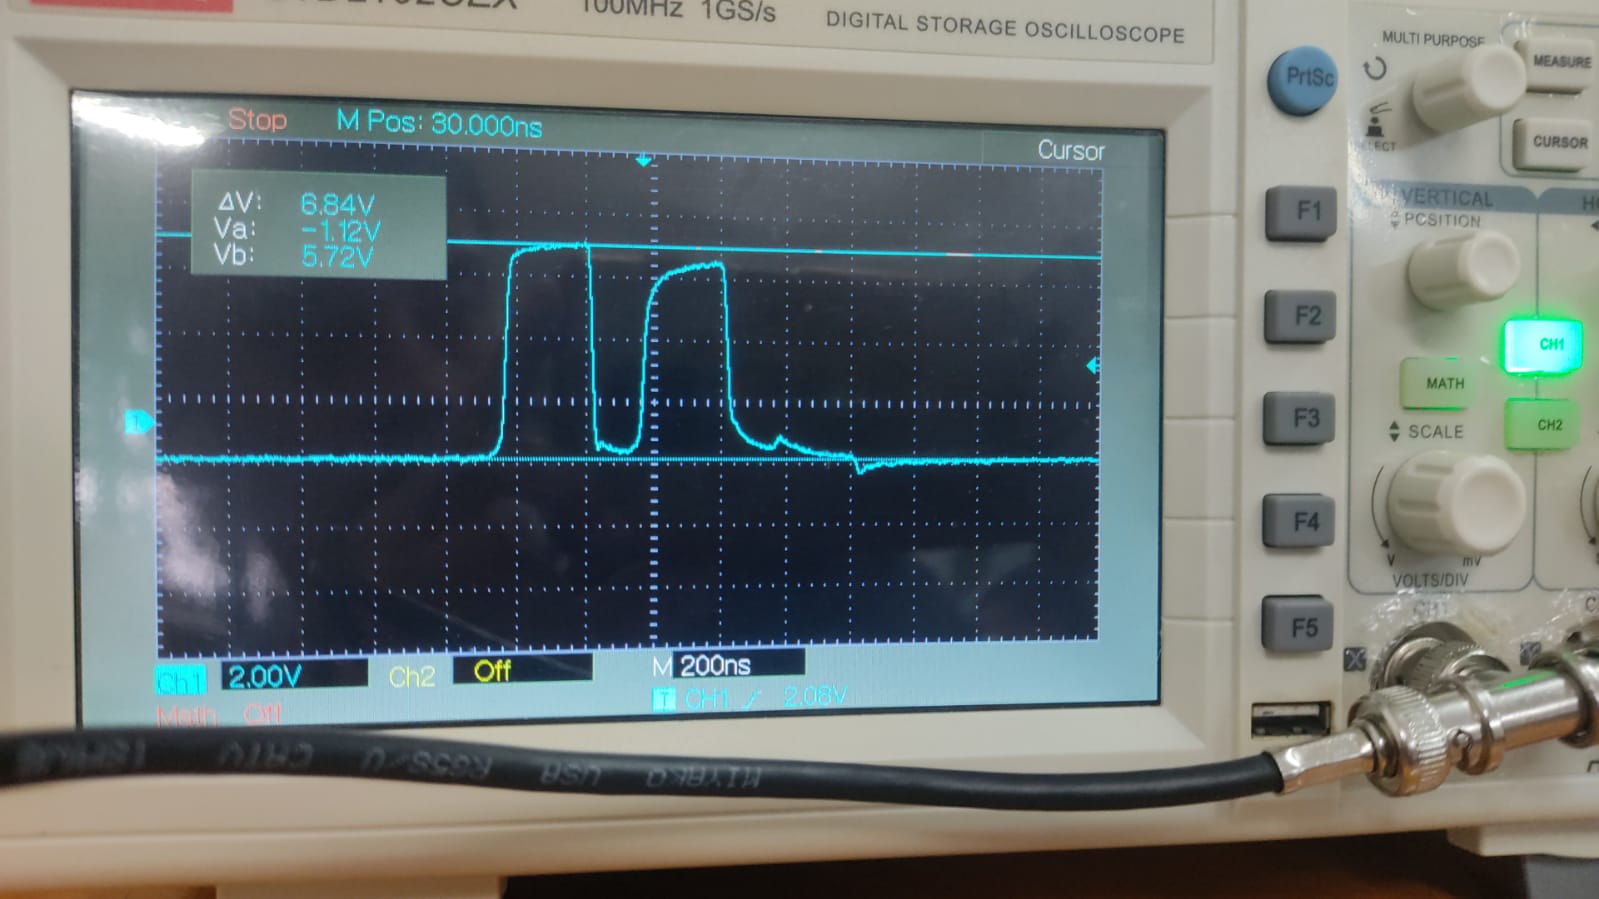 100MHz 1GS/s
DIGITAL STORAGE OSCILLOSCOPE
MULTI PURPOSE
MEASURE
PrtSc
CURSOR
Stop
M Pos: 30.000ns
Cursor
ΔV: 6.84V
Va: -1.12V
Vb: 5.72V
VERTICAL
POSITION
F1
F2
F3
F4
F5
CH1
MATH
CH2
SCALE
V
mV
VOLTS/DIV
CH1
Ch1 2.00V
Ch2 Off
M 200ns
T CH1 2.08V
Math Off